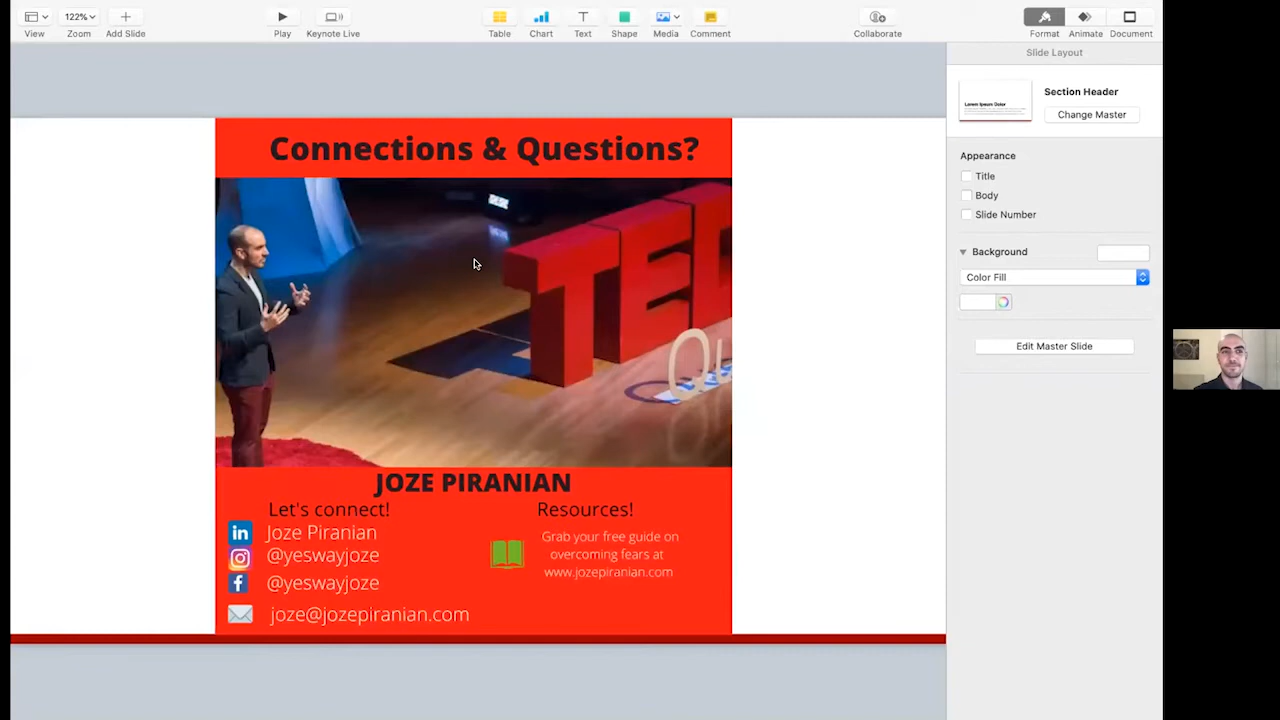 View
122%
Zoom
Add Slide
Play
Keynote Live
Table
Chart
Text
Shape
Media
Comment
Collaborate
Format
Animate
Document
Slide Layout
Section Header
Change Master
Appearance
Title
Body
Slide Number
Background
Color Fill
Edit Master Slide
Connections & Questions?
TED
JOZE PIRANIAN
Let's connect!
in Joze Piranian
@yeswayjoze
f @yeswayjoze
joze@jozepiranian.com
Resources!
Grab your free guide on
overcoming fears at
www.jozepiranian.com